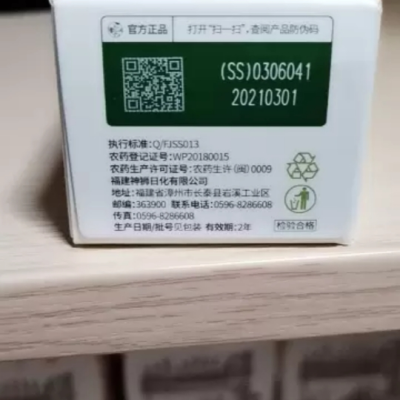 官方正品 打开“扫一扫”,查阅产品防伪码
(SS)0306041
20210301
执行标准:Q/FJSS013
农药登记证号:WP20180015
农药生产许可证号:农药生许(闽)0009
福建神狮日化有限公司
地址:福建省漳州市长泰县岩溪工业区
邮编:363900 联系电话:0596-8286608
传真:0596-8286608
生产日期/批号见包装 有效期:2年
检验合格